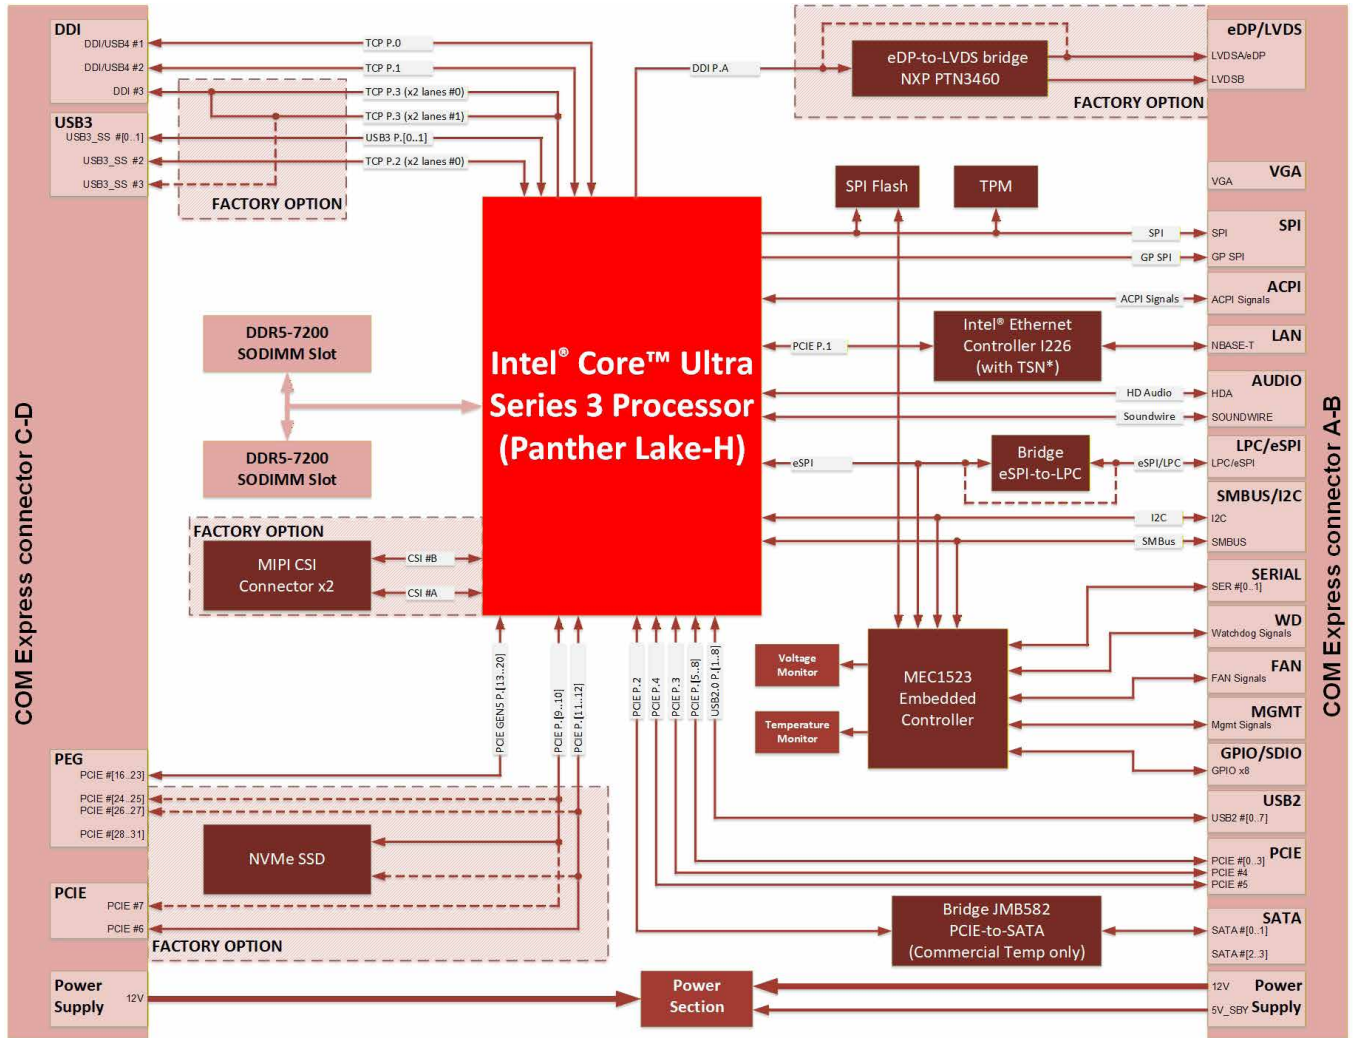 COM Express connector C-D
DDI
DDI/USB4 #1
DDI/USB4 #2
DDI #3
USB3
USB3_SS #[0..1]
USB3_SS #2
USB3_SS #3
TCP P.0
TCP P.1
TCP P.3 (x2 lanes #0)
TCP P.3 (x2 lanes #1)
USB3 P.[0..1]
TCP P.2 (x2 lanes #0)
FACTORY OPTION
DDI P.A
eDP-to-LVDS bridge
NXP PTN3460
FACTORY OPTION
eDP/LVDS
LVDSA/eDP
LVDSB
VGA
VGA
SPI Flash
TPM
SPI
SPI
SPI
GP SPI
GP SPI
ACPI Signals
ACPI
ACPI Signals
DDR5-7200
SODIMM Slot
DDR5-7200
SODIMM Slot
Intel® Core™ Ultra
Series 3 Processor
(Panther Lake-H)
PCIE P.1
Intel® Ethernet
Controller I226
(with TSN*)
LAN
NBASE-T
HD Audio
Soundwire
AUDIO
HDA
SOUNDWIRE
eSPI
Bridge
eSPI-to-LPC
eSPI/LPC
LPC/eSPI
LPC/eSPI
I2C
SMBus
SMBUS/I2C
I2C
SMBUS
FACTORY OPTION
MIPI CSI
Connector x2
CSI #B
CSI #A
COM Express connector A-B
SERIAL
SER #[0..1]
WD
Watchdog Signals
FAN
FAN Signals
MGMT
Mgmt Signals
GPIO/SDIO
GPIO x8
USB2
USB2 #[0..7]
Voltage
Monitor
Temperature
Monitor
MEC1523
Embedded
Controller
PCIE GEN5 P.[13..20]
PCIE P.[9..10]
PCIE P.[11..12]
PCIE P.2
PCIE P.4
PCIE P.3
PCIE P.[5..8]
USB2.0 P.[1..8]
PEG
PCIE #[16..23]
PCIE #[24..25]
PCIE #[26..27]
PCIE #[28..31]
NVMe SSD
PCIE
PCIE #7
PCIE #6
FACTORY OPTION
PCIE
PCIE #[0..3]
PCIE #4
PCIE #5
Bridge JMB582
PCIE-to-SATA
(Commercial Temp only)
SATA
SATA #[0..1]
SATA #[2..3]
Power
Supply
12V
Power
Section
12V
5V_SBY
Power
Supply